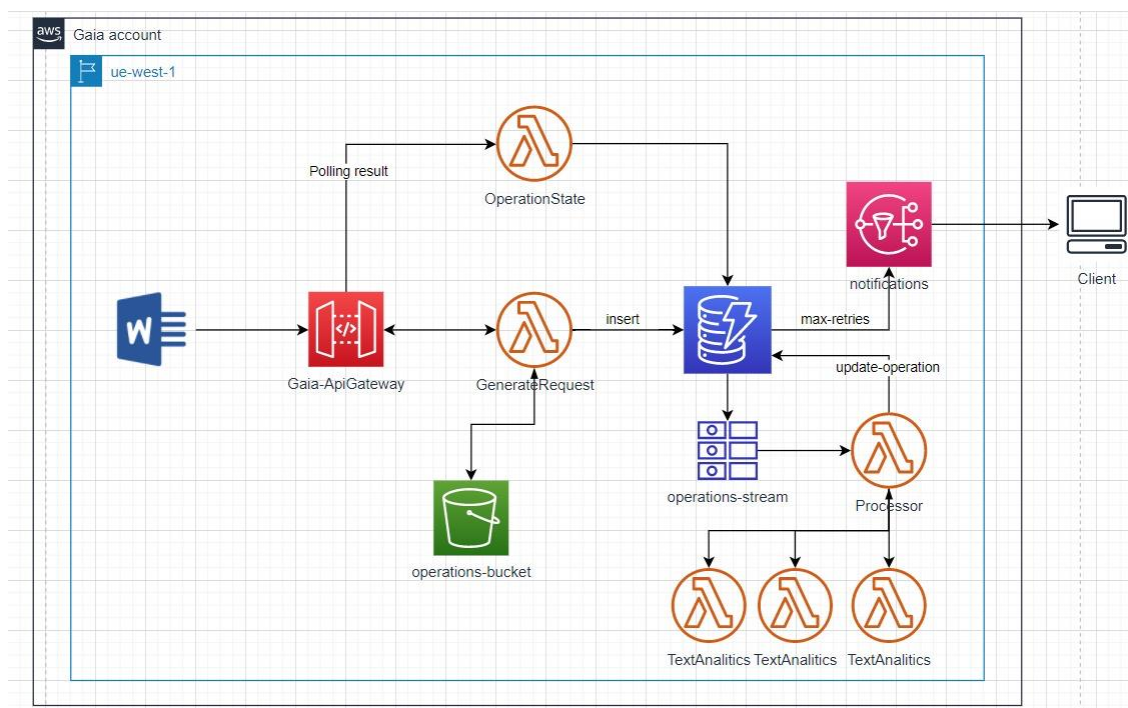 aws
Gaia account
ue-west-1
Polling result
OperationState
notifications
Client
W
Gaia-ApiGateway
GenerateRequest
insert
max-retries
update-operation
operations-stream
Processor
operations-bucket
TextAnalitics TextAnalitics TextAnalitics